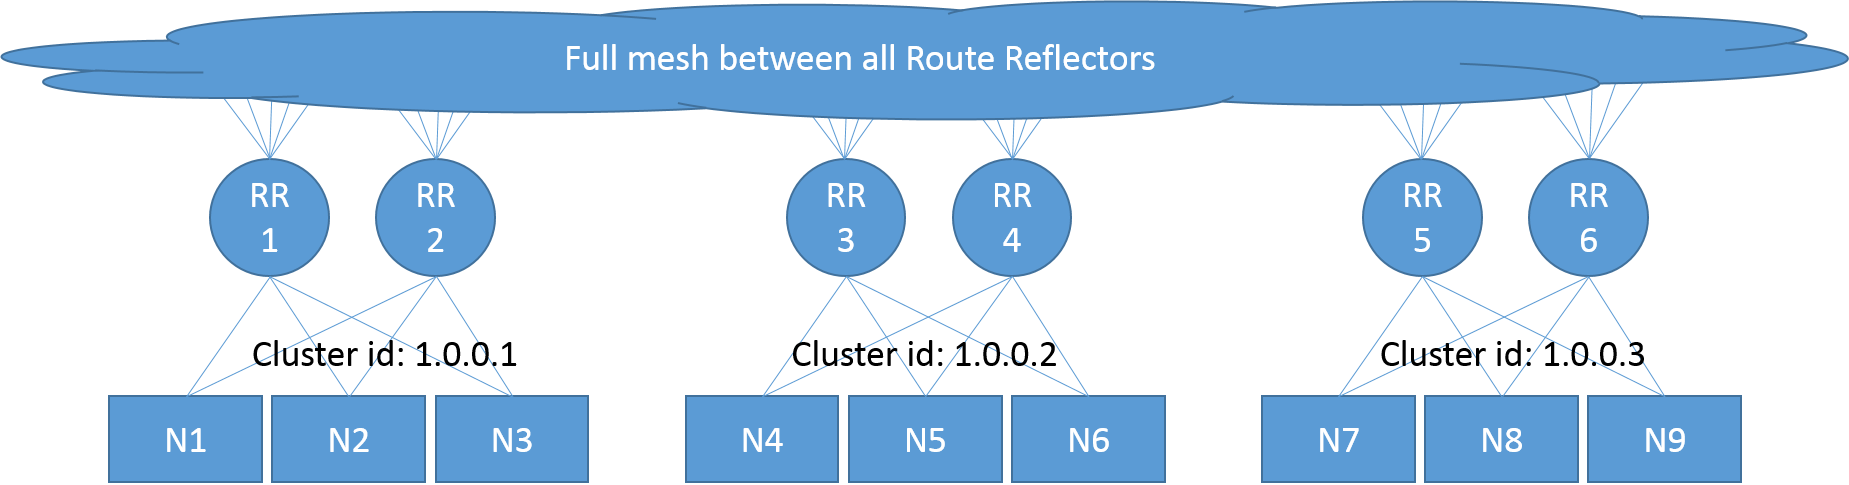 Full mesh between all Route Reflectors
RR
1
RR
2
RR
3
RR
4
RR
5
RR
6
Cluster id: 1.0.0.1
Cluster id: 1.0.0.2
Cluster id: 1.0.0.3
N1
N2
N3
N4
N5
N6
N7
N8
N9